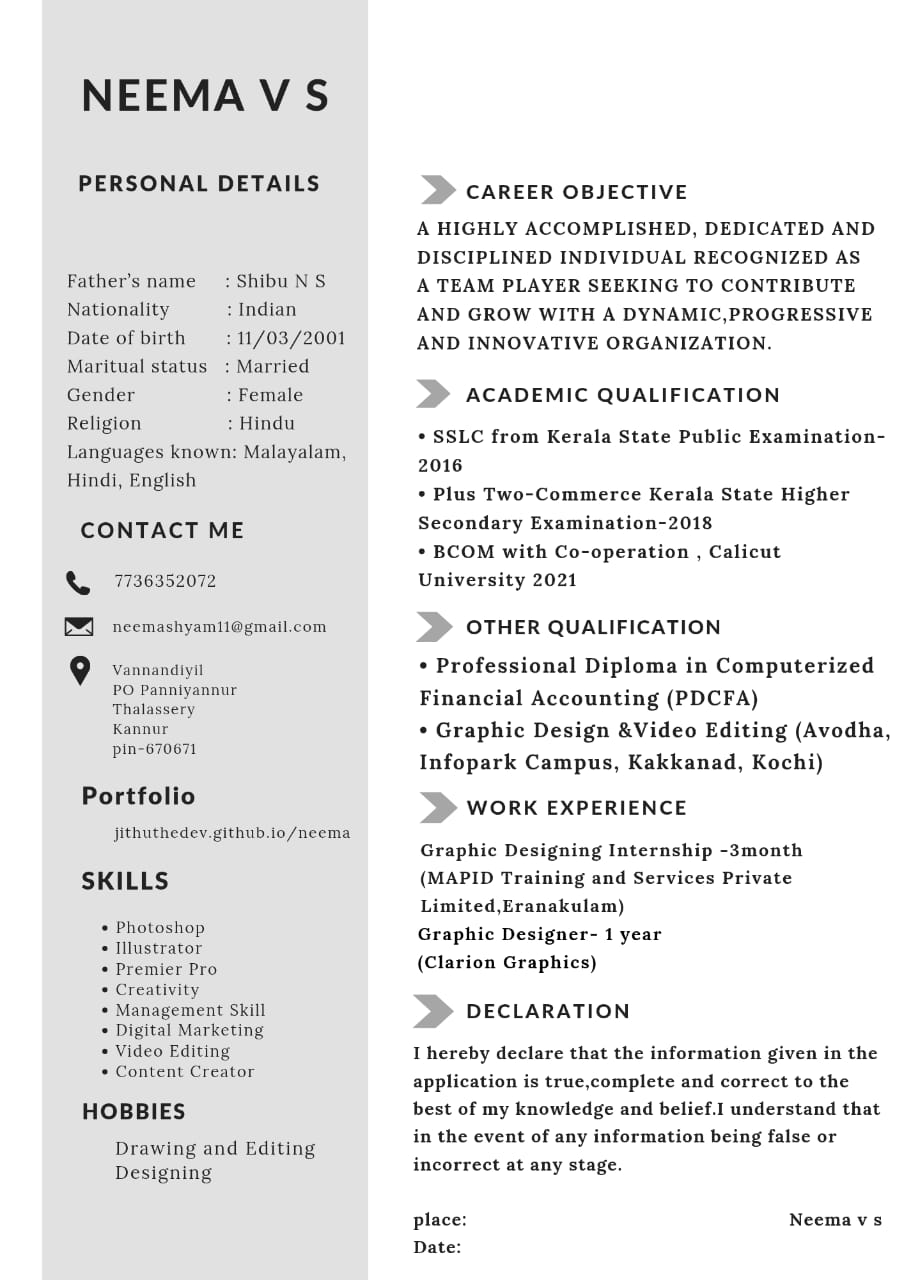 NEEMA V S
PERSONAL DETAILS
Father's name : Shibu N S
Nationality : Indian
Date of birth : 11/03/2001
Maritual status : Married
Gender : Female
Religion : Hindu
Languages known: Malayalam,
Hindi, English
CONTACT ME
7736352072
neemashyam11@gmail.com
Vannandiyil
PO Panniyannur
Thalassery
Kannur
pin-670671
Portfolio
jithuthedev.github.io/neema
SKILLS
• Photoshop
• Illustrator
• Premier Pro
• Creativity
• Management Skill
• Digital Marketing
• Video Editing
• Content Creator
HOBBIES
Drawing and Editing
Designing
CAREER OBJECTIVE
A HIGHLY ACCOMPLISHED, DEDICATED AND
DISCIPLINED INDIVIDUAL RECOGNIZED AS
A TEAM PLAYER SEEKING TO CONTRIBUTE
AND GROW WITH A DYNAMIC,PROGRESSIVE
AND INNOVATIVE ORGANIZATION.
ACADEMIC QUALIFICATION
• SSLC from Kerala State Public Examination-
2016
• Plus Two-Commerce Kerala State Higher
Secondary Examination-2018
• BCOM with Co-operation , Calicut
University 2021
OTHER QUALIFICATION
• Professional Diploma in Computerized
Financial Accounting (PDCFA)
• Graphic Design &Video Editing (Avodha,
Infopark Campus, Kakkanad, Kochi)
WORK EXPERIENCE
Graphic Designing Internship -3month
(MAPID Training and Services Private
Limited,Eranakulam)
Graphic Designer- 1 year
(Clarion Graphics)
DECLARATION
I hereby declare that the information given in the
application is true,complete and correct to the
best of my knowledge and belief.I understand that
in the event of any information being false or
incorrect at any stage.
place: Neema v s
Date: